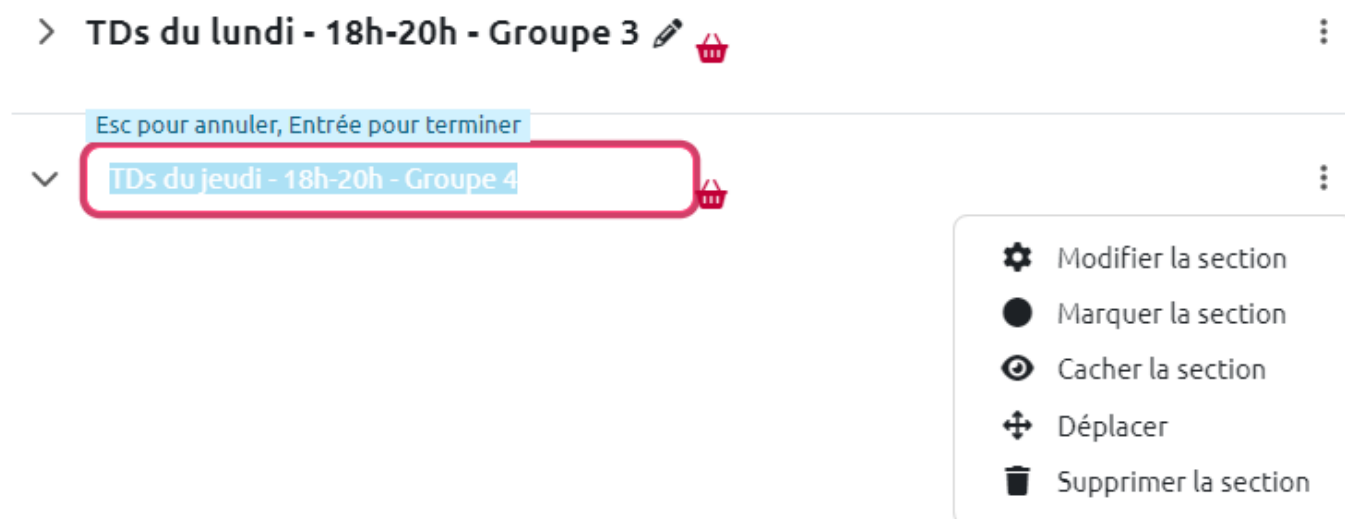 TDs du lundi - 18h-20h - Groupe 3
Esc pour annuler, Entrée pour terminer
TDs du jeudi - 18h-20h - Groupe 4
Modifier la section
Marquer la section
Cacher la section
Déplacer
Supprimer la section